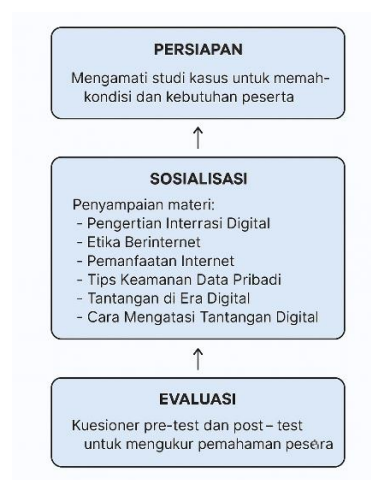 PERSIAPAN
Mengamati studi kasus untuk memah-
kondisi dan kebutuhan peserta
SOSIALISASI
Penyampaian materi:
- Pengertian Interrasi Digital
- Etika Berinternet
- Pemanfaatan Internet
- Tips Keamanan Data Pribadi
- Tantangan di Era Digital
- Cara Mengatasi Tantangan Digital
EVALUASI
Kuesioner pre-test dan post – test
untuk mengukur pemahaman pesera